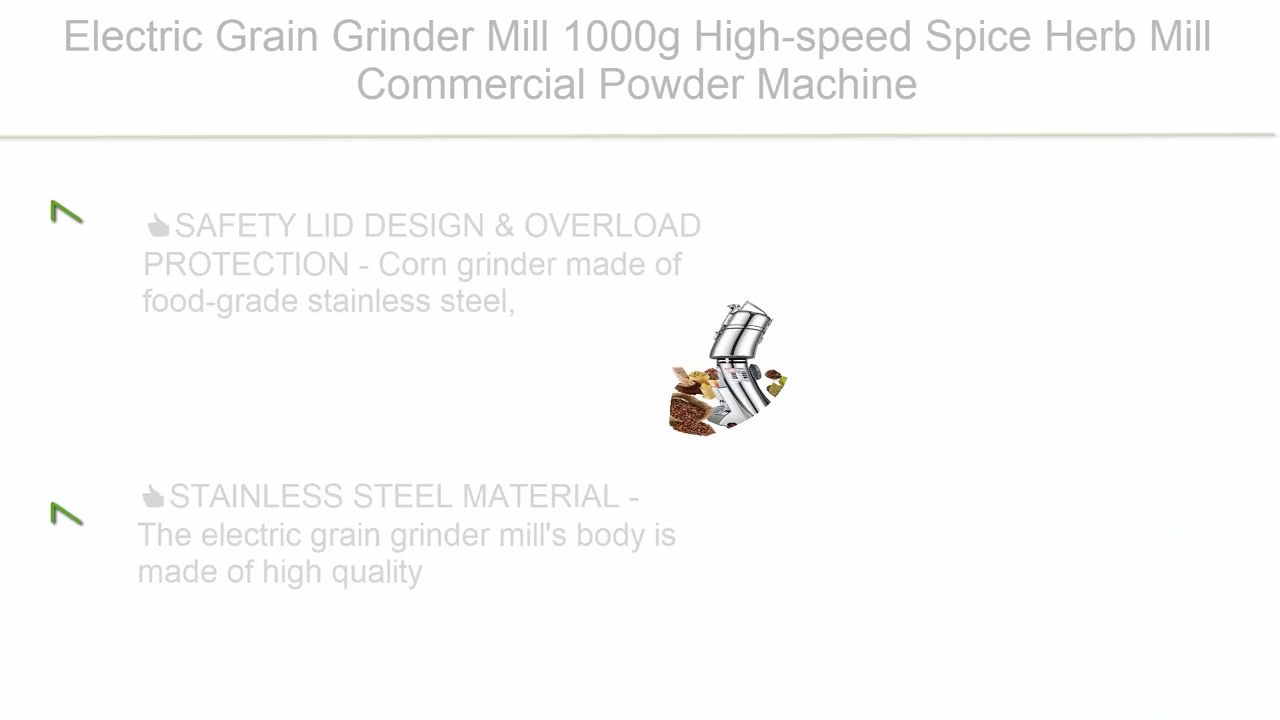 Electric Grain Grinder Mill 1000g High-speed Spice Herb Mill
Commercial Powder Machine
👍SAFETY LID DESIGN & OVERLOAD
PROTECTION - Corn grinder made of
food-grade stainless steel,
👍STAINLESS STEEL MATERIAL -
The electric grain grinder mill's body is
made of high quality